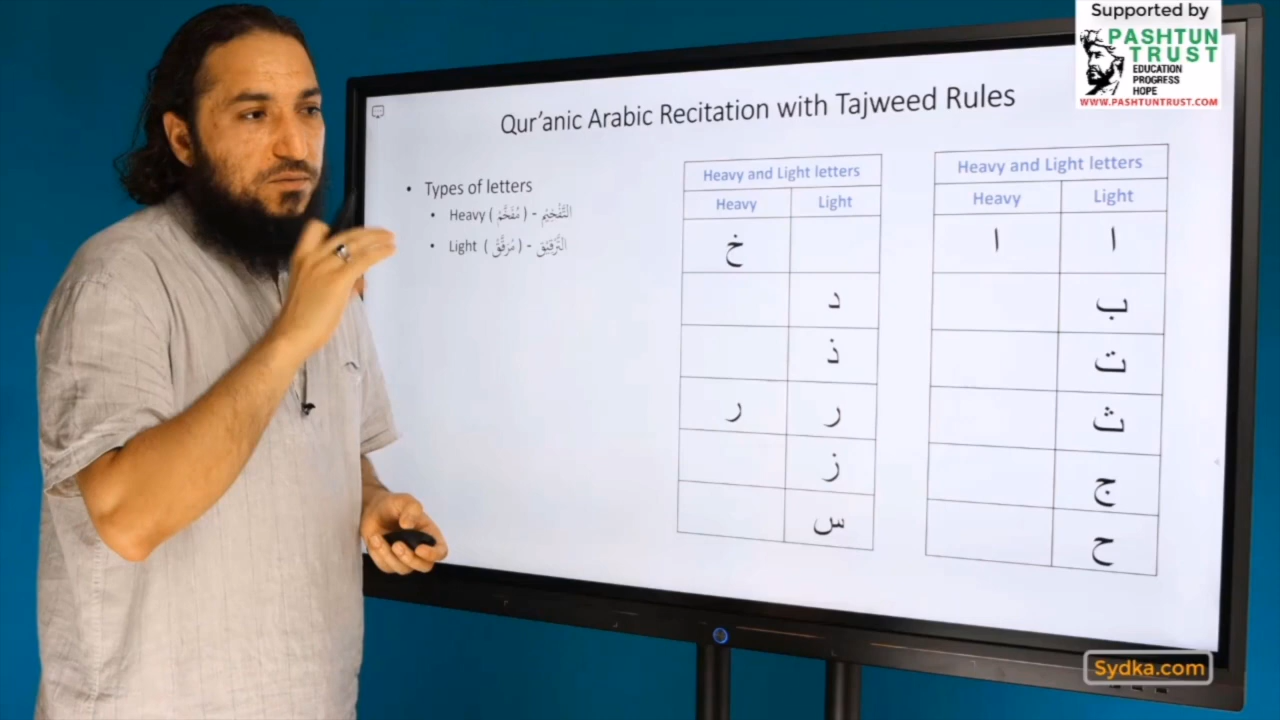 Supported by
PASHTUN
TRUST
EDUCATION
PROGRESS
HOPE
WWW.PASHTUNTRUST.COM
Qur’anic Arabic Recitation with Tajweed Rules
• Types of letters
• Heavy ( مُفَخَّمْ ) - التَّفْخِيْم
• Light ( مُرَقَّقْ ) - التَّرْقِيْق
Heavy and Light letters
Heavy Light
خ
د
ذ
ر ر
ز
س
Heavy and Light letters
Heavy Light
ا ا
ب
ت
ث
ج
ح
Sydka.com